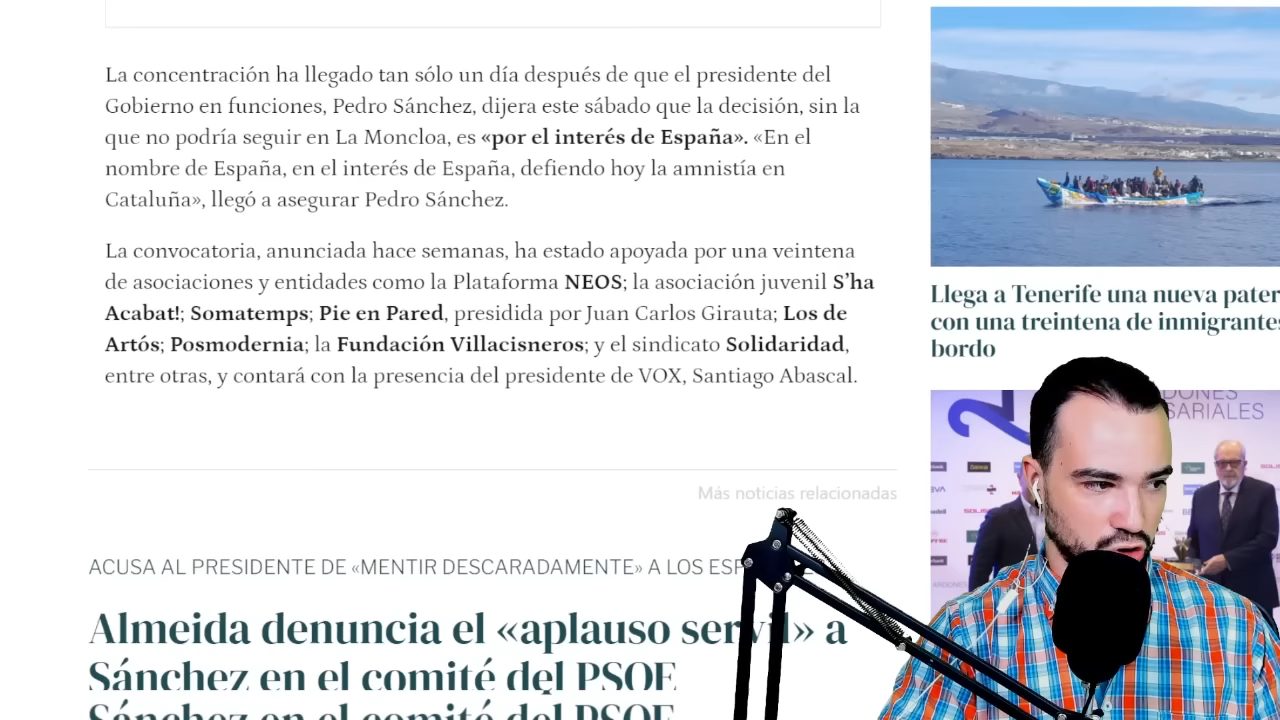 La concentración ha llegado tan sólo un día después de que el presidente del
Gobierno en funciones, Pedro Sánchez, dijera este sábado que la decisión, sin la
que no podría seguir en La Moncloa, es «por el interés de España». «En el
nombre de España, en el interés de España, defiendo hoy la amnistía en
Cataluña», llegó a asegurar Pedro Sánchez.
La convocatoria, anunciada hace semanas, ha estado apoyada por una veintena
de asociaciones y entidades como la Plataforma NEOS; la asociación juvenil S’ha
Acabat!; Somatemps; Pie en Pared, presidida por Juan Carlos Girauta; Los de
Artós; Posmodernia; la Fundación Villacisneros; y el sindicato Solidaridad,
entre otras, y contará con la presencia del presidente de VOX, Santiago Abascal.
Más noticias relacionadas
ACUSA AL PRESIDENTE DE «MENTIR DESCARADAMENTE» A LOS ESP
Almeida denuncia el «aplauso servil» a
Sánchez en el comité del PSOE
Sánchez en el comité del PSOE
Llega a Tenerife una nueva pater
con una treintena de inmigrantes
bordo